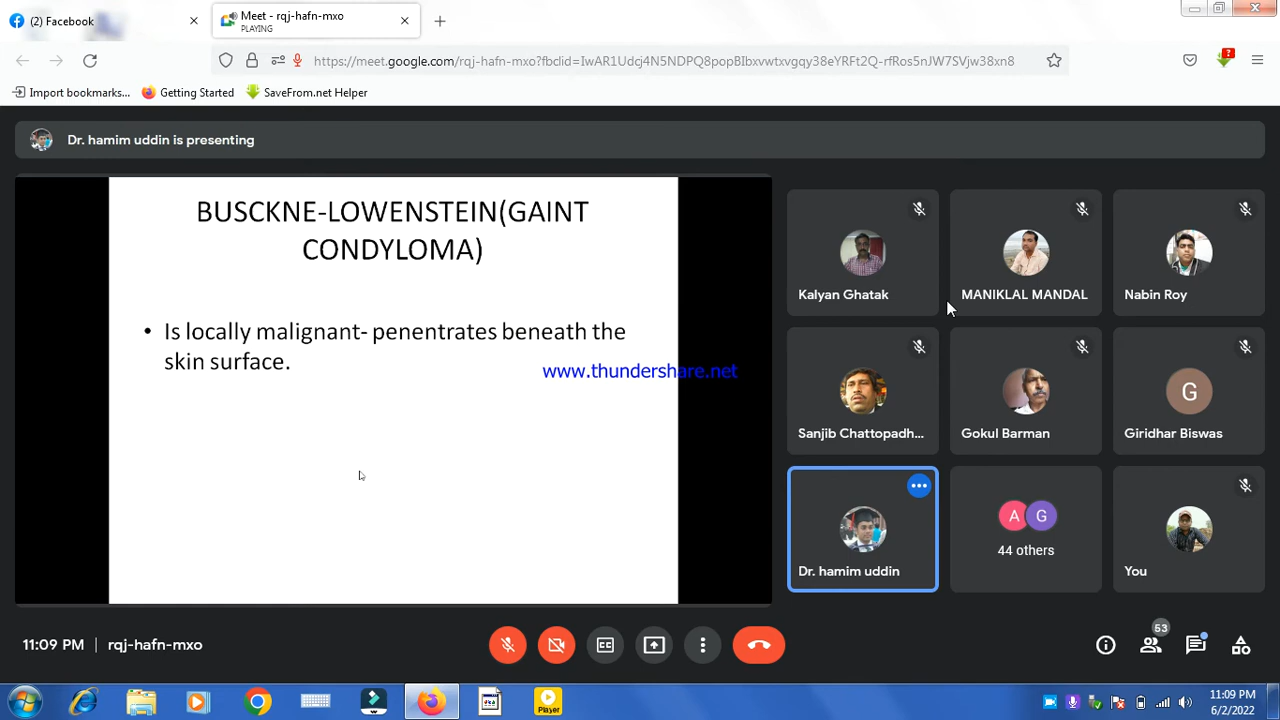 (2) Facebook
Meet - rqj-hafn-mxo
PLAYING
https://meet.google.com/rqj-hafn-mxo?fbclid=IwAR1Udcj4N5NDPQ8popBIbxvwtxvgqy38eYRFt2Q-rfRos5nJW7SVjw38xn8
?
Import bookmarks...
Getting Started
SaveFrom.net Helper
Dr. hamim uddin is presenting
BUSCKNE-LOWENSTEIN(GAINT
CONDYLOMA)
• Is locally malignant- penentrates beneath the
skin surface.
www.thundershare.net
Kalyan Ghatak
MANIKLAL MANDAL
Nabin Roy
Sanjib Chattopadh...
Gokul Barman
G
Giridhar Biswas
Dr. hamim uddin
A G
44 others
You
11:09 PM | rqj-hafn-mxo
CC
53
Player
11:09 PM
6/2/2022